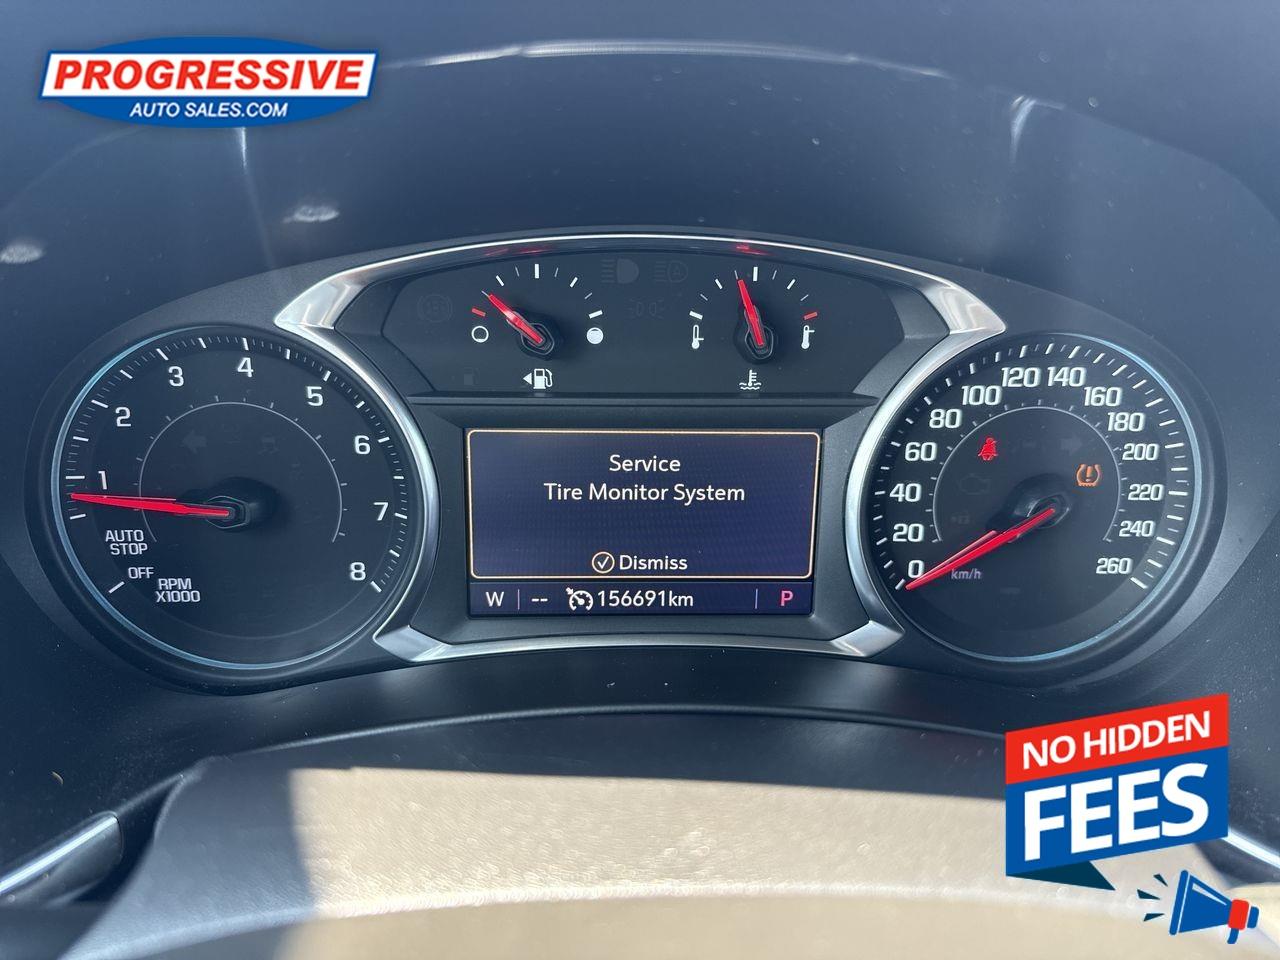 PROGRESSIVE
AUTO SALES.COM
1
2
3
4
5
6
7
8
AUTO
STOP
OFF
RPM
X1000
Service
Tire Monitor System
Dismiss
W -- 156691km P
0
20
40
60
80
100
120
140
160
180
200
220
240
260
km/h
NO HIDDEN
FEES